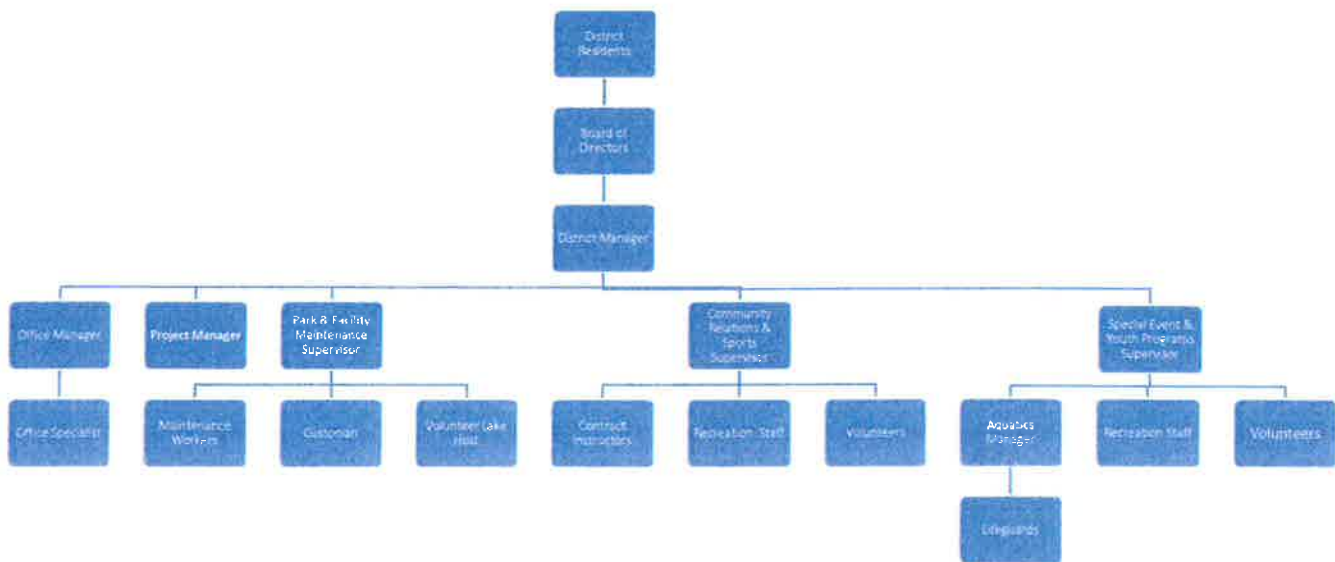 District
Residents
Board of
Directors
District Manager
Office Manager
Project Manager
Park & Facility
Maintenance
Supervisor
Community
Relations &
Sports
Supervisor
Special Event &
Youth Programs
Supervisor
Office Specialist
Maintenance
Workers
Custodian
Volunteer Lake
Host
Contract
Instructors
Recreation Staff
Volunteers
Aquatics
Manager
Recreation Staff
Volunteers
Lifeguards